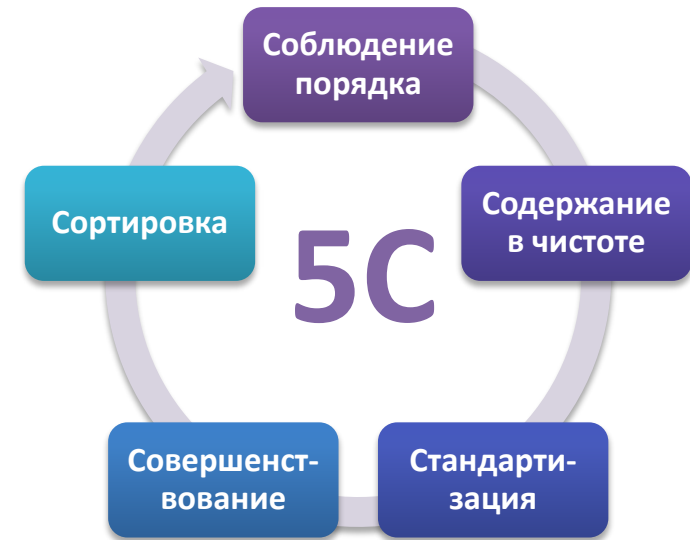 Соблюдение
порядка
Содержание
в чистоте
Стандарти-
зация
Совершенст-
вование
Сортировка
5С